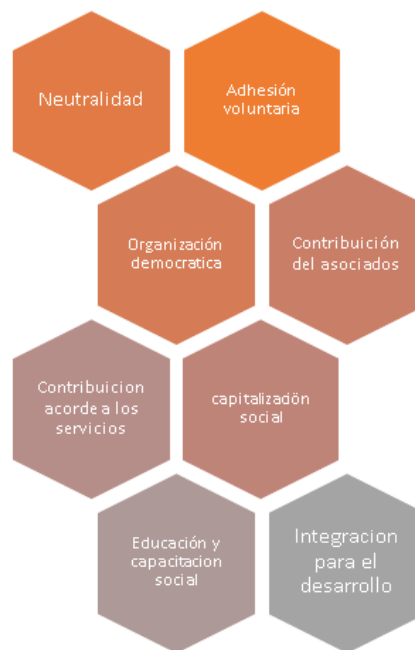 Neutralidad
Adhesión
voluntaria
Organización
democratica
Contribuición
del asociados
Contribuicion
acorde a los
servicios
capitalización
social
Educación y
capacitacion
social
Integracion
para el
desarrollo